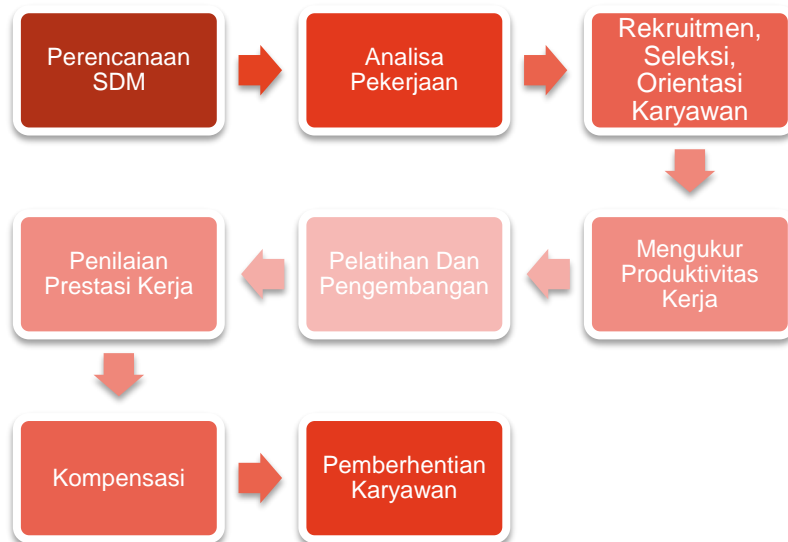 Perencanaan
SDM
Analisa
Pekerjaan
Rekruitmen,
Seleksi,
Orientasi
Karyawan
Mengukur
Produktivitas
Kerja
Pelatihan Dan
Pengembangan
Penilaian
Prestasi Kerja
Kompensasi
Pemberhentian
Karyawan